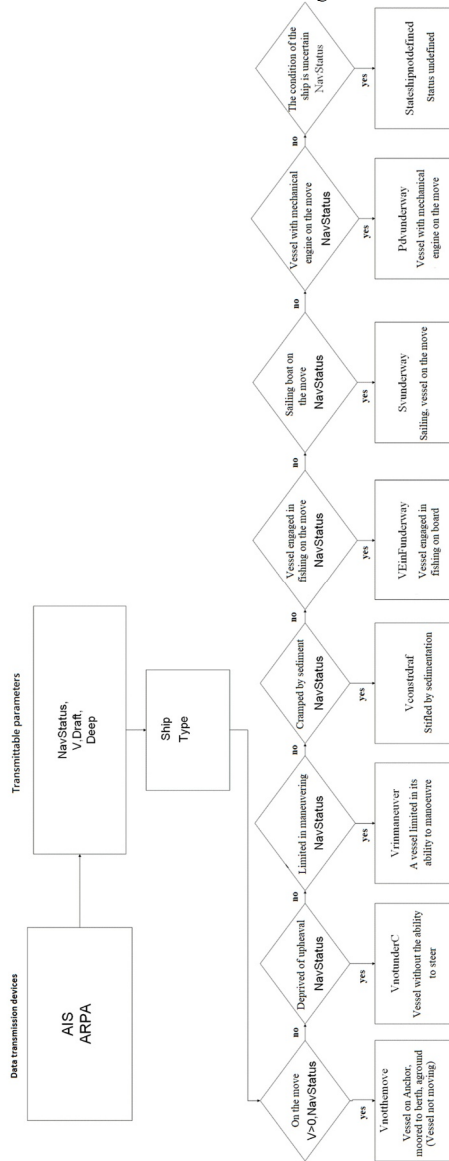 Data transmission devices
AIS
ARPA
Transmittable parameters
NavStatus,
V,Draft,
Deep
Ship
Type
On the move
V>0,NavStatus
no
Deprived of upheaval
NavStatus
no
Limited in maneuvering
NavStatus
no
Cramped by sediment
NavStatus
no
Vessel engaged in
fishing on the move
NavStatus
no
Sailing boat on
the move
NavStatus
no
Vessel with mechanical
engine on the move
NavStatus
no
The condition of the
ship is uncertain
NavStatus
yes
yes
yes
yes
yes
yes
yes
yes
Vnotthemove
Vessel on Anchor,
moored to berth, aground
(Vessel not moving)
VnotunderC
Vessel without the ability
to steer
Vrinmaneuver
A vessel limited in its
ability to manoeuvre
Vconstrdraf
Stifled by sedimentation
VEinFunderway
Vessel engaged in
fishing on board
Svunderway
Sailing, vessel on the move
Pdvunderway
Vessel with mechanical
engine on the move
Stateshipnotdefined
Status undefined